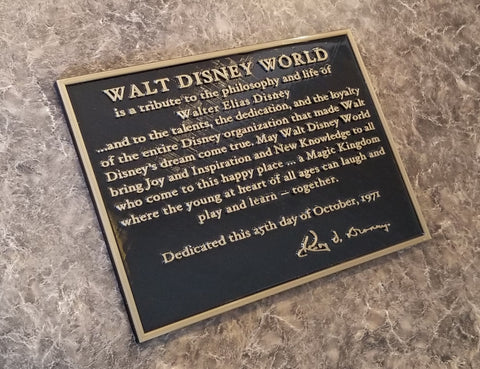 WALT DISNEY WORLD
is a tribute to the philosophy and life of
Walter Elias Disney
...and to the talents, the dedication, and the loyalty
of the entire Disney organization that made Walt
Disney's dream come true. May Walt Disney World
bring Joy and Inspiration and New Knowledge to all
who come to this happy place ... a Magic Kingdom
where the young at heart of all ages can laugh and
play and learn — together.
Dedicated this 25th day of October, 1971
Roy O. Disney